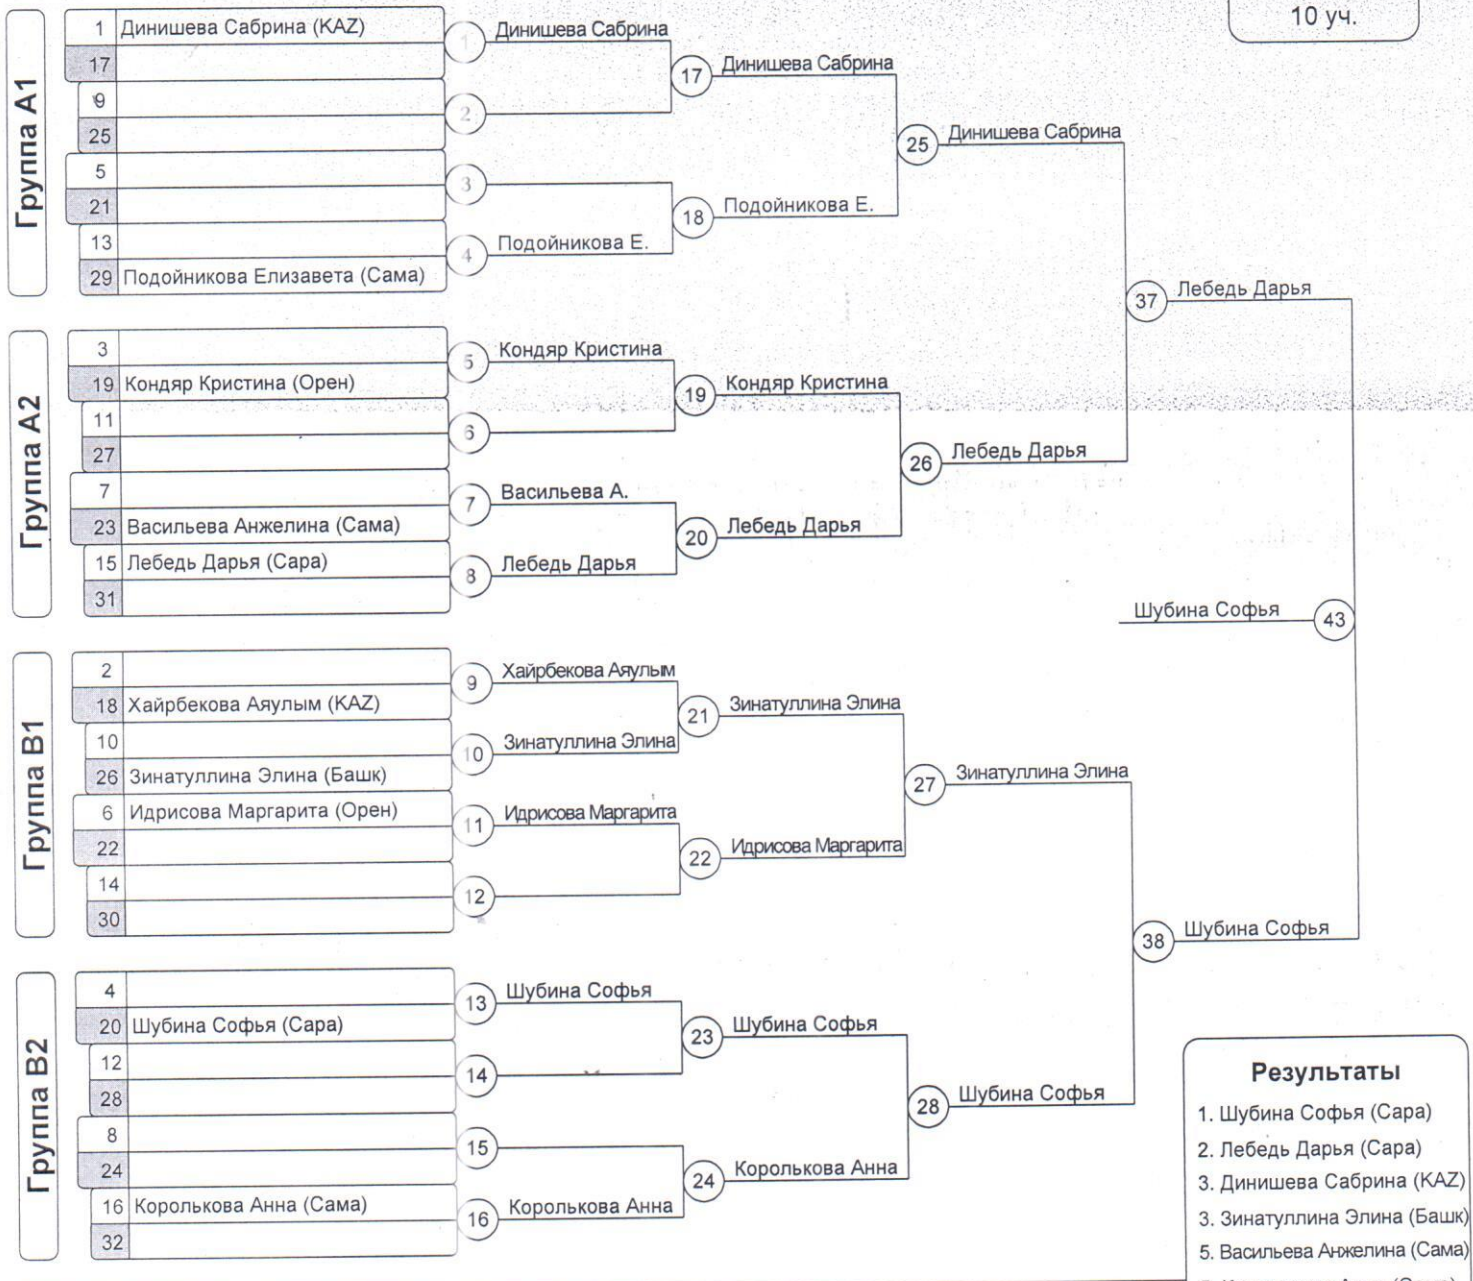 10 уч.
Группа А1
1 Динишева Сабрина (KAZ)
17
9
25
5
21
13
29 Подойникова Елизавета (Сама)
1 Динишева Сабрина
2
3
4 Подойникова Е.
17 Динишева Сабрина
18 Подойникова Е.
25 Динишева Сабрина
Группа А2
3
19 Кондяр Кристина (Орен)
11
27
7
23 Васильева Анжелина (Сама)
15 Лебедь Дарья (Сара)
31
5 Кондяр Кристина
6
7 Васильева А.
8 Лебедь Дарья
19 Кондяр Кристина
20 Лебедь Дарья
26 Лебедь Дарья
37 Лебедь Дарья
Группа В1
2
18 Хайрбекова Аяулым (KAZ)
10
26 Зинатуллина Элина (Башк)
6 Идрисова Маргарита (Орен)
22
14
30
9 Хайрбекова Аяулым
10 Зинатуллина Элина
11 Идрисова Маргарита
12
21 Зинатуллина Элина
22 Идрисова Маргарита
27 Зинатуллина Элина
Группа В2
4
20 Шубина Софья (Сара)
12
28
8
24
16 Королькова Анна (Сама)
32
13 Шубина Софья
14
15
16 Королькова Анна
23 Шубина Софья
24 Королькова Анна
28 Шубина Софья
38 Шубина Софья
Шубина Софья 43
Результаты
1. Шубина Софья (Сара)
2. Лебедь Дарья (Сара)
3. Динишева Сабрина (KAZ)
3. Зинатуллина Элина (Башк)
5. Васильева Анжелина (Сама)